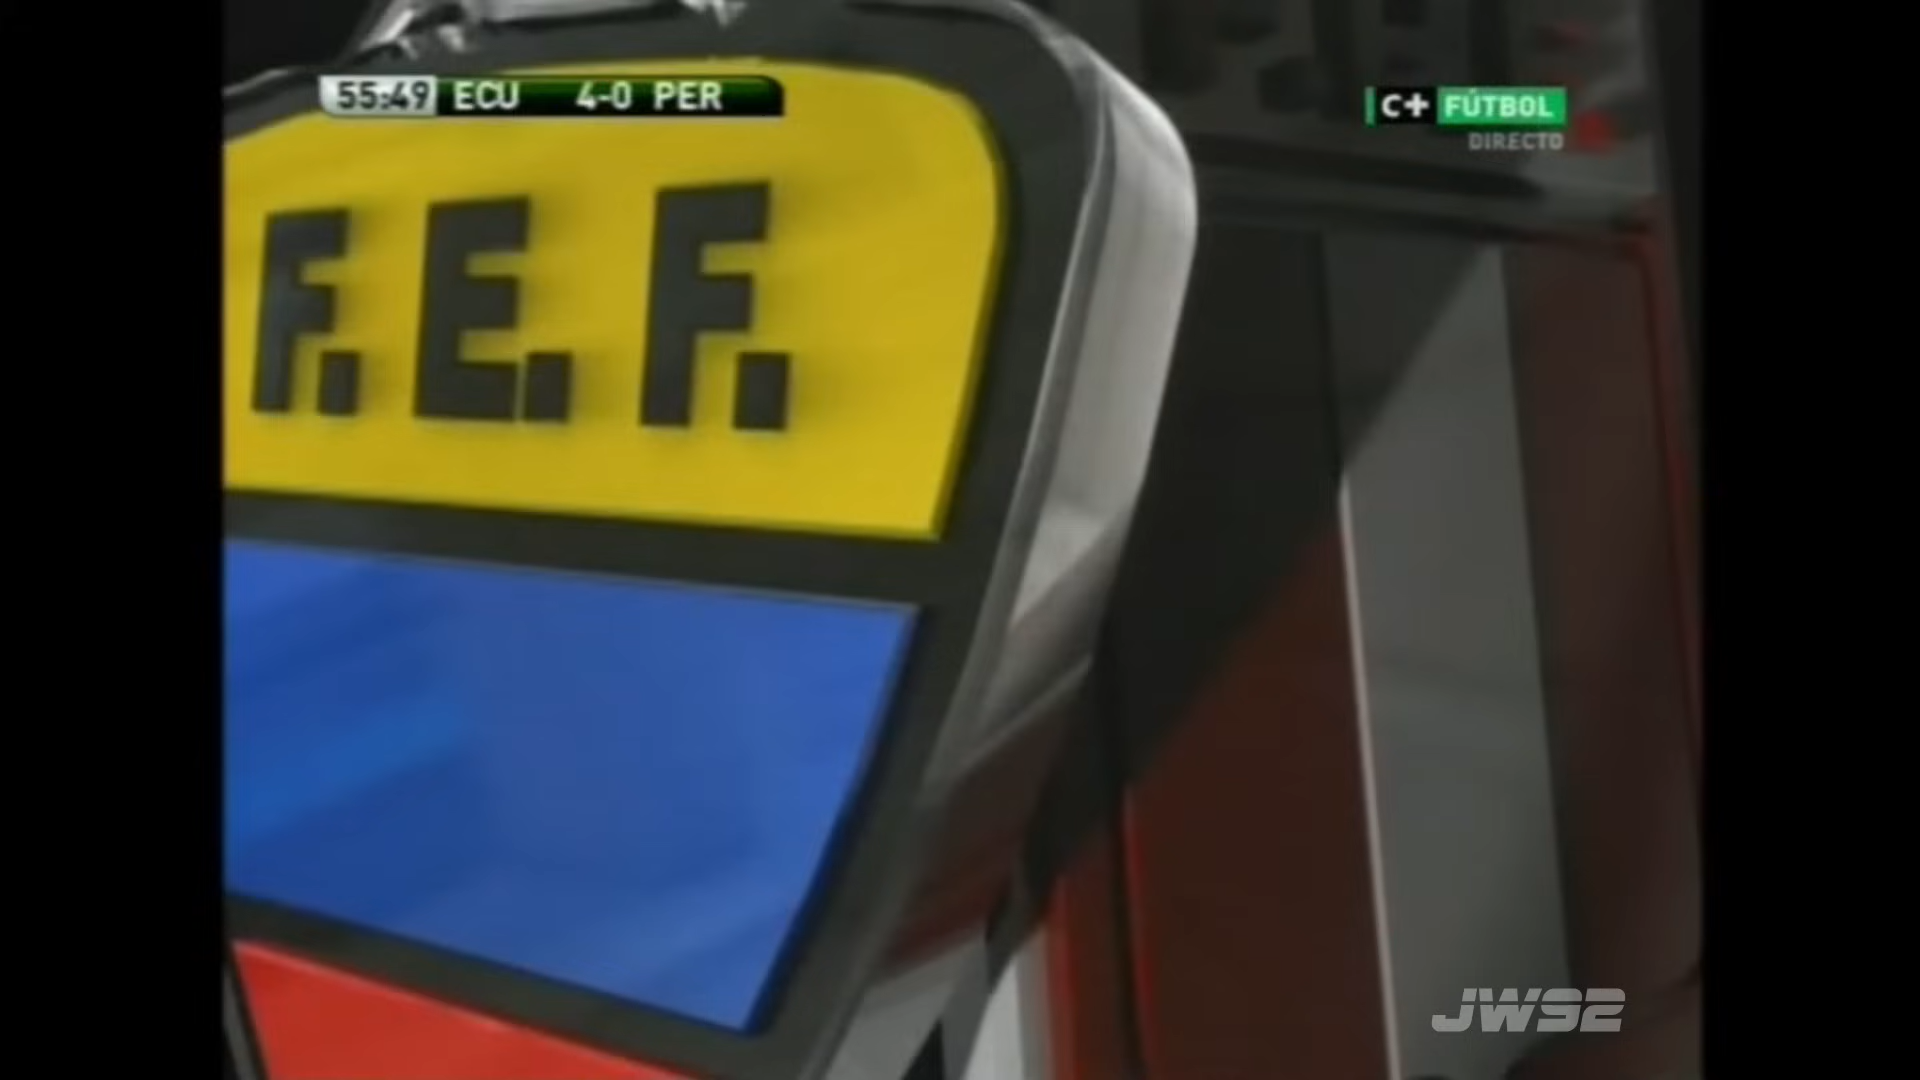 55:49 ECU 4-0 PER
C+ FÚTBOL
DIRECTO
F.E.F.
JW92